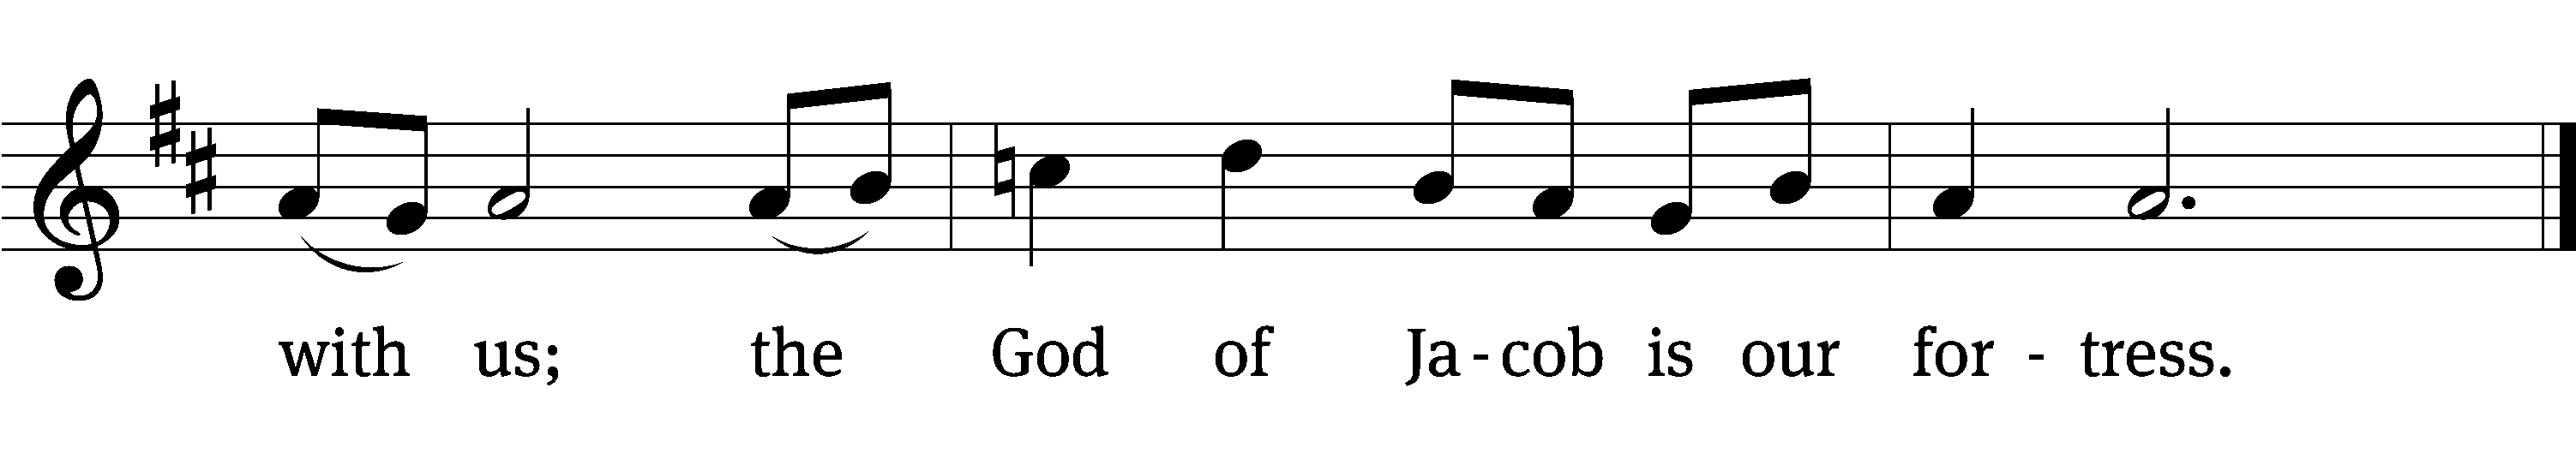 with us; the God of Ja - cob is our for - tress.